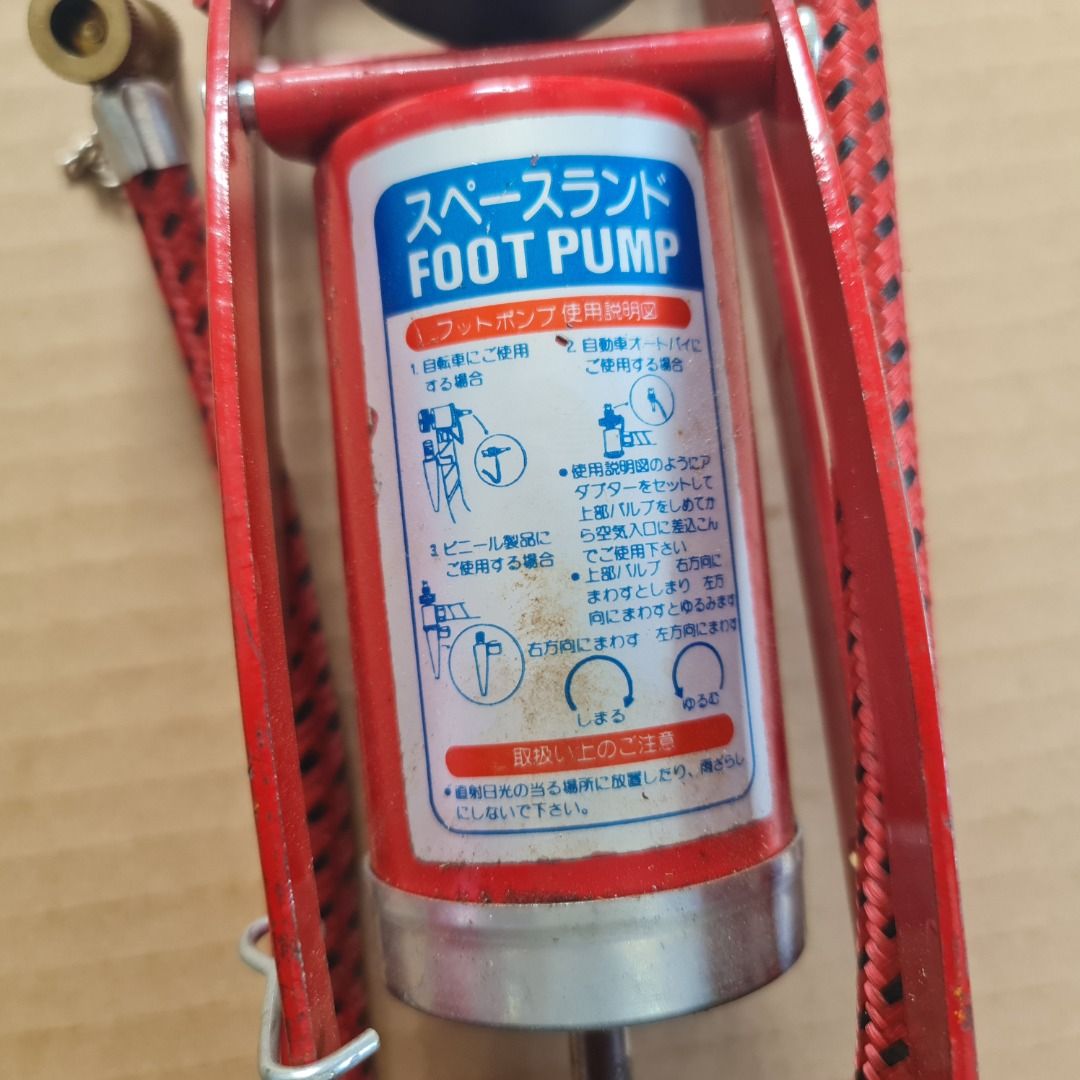 スペースランド
FOOT PUMP
1.フットポンプ 使用説明図
1. 自転車にご使用
する場合
2. 自動車オートバイに
ご使用する場合
●使用説明図のようにア
ダプターをセットして
上部バルブをしめてか
ら空気入口に差込こん
でご使用下さい
●上部バルブ 右方向に
まわすとしまり 左方
向にまわすとゆるみます
3. ビニール製品に
ご使用する場合
右方向にまわす 左方向にまわす
しまる ゆるむ
取扱い上のご注意
●直射日光の当る場所に放置したり、雨ざらし
にしないで下さい。